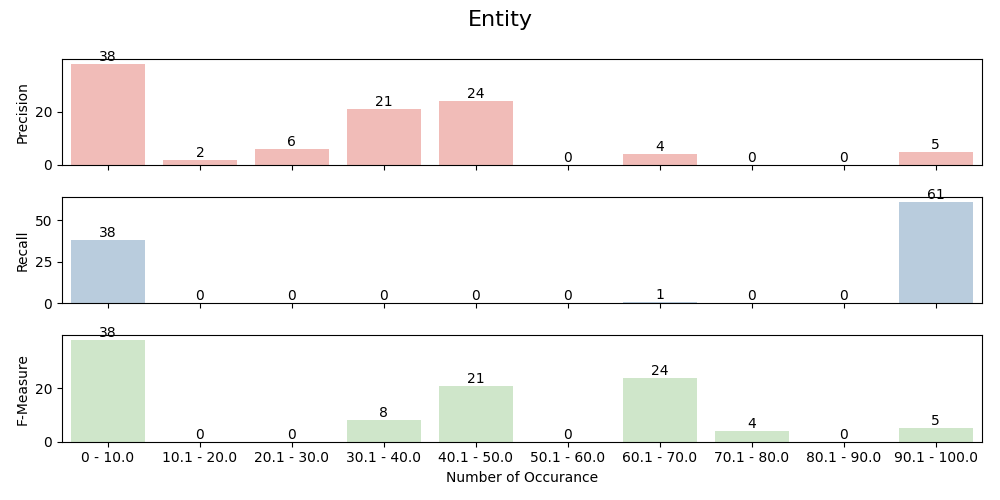 Entity
Precision
20
0
38 2 6 21 24 0 4 0 0 5
Recall
50
25
0
38 0 0 0 0 0 1 0 0 61
F-Measure
20
0
38 0 0 8 21 0 24 4 0 5
0 - 10.0 10.1 - 20.0 20.1 - 30.0 30.1 - 40.0 40.1 - 50.0 50.1 - 60.0 60.1 - 70.0 70.1 - 80.0 80.1 - 90.0 90.1 - 100.0
Number of Occurance